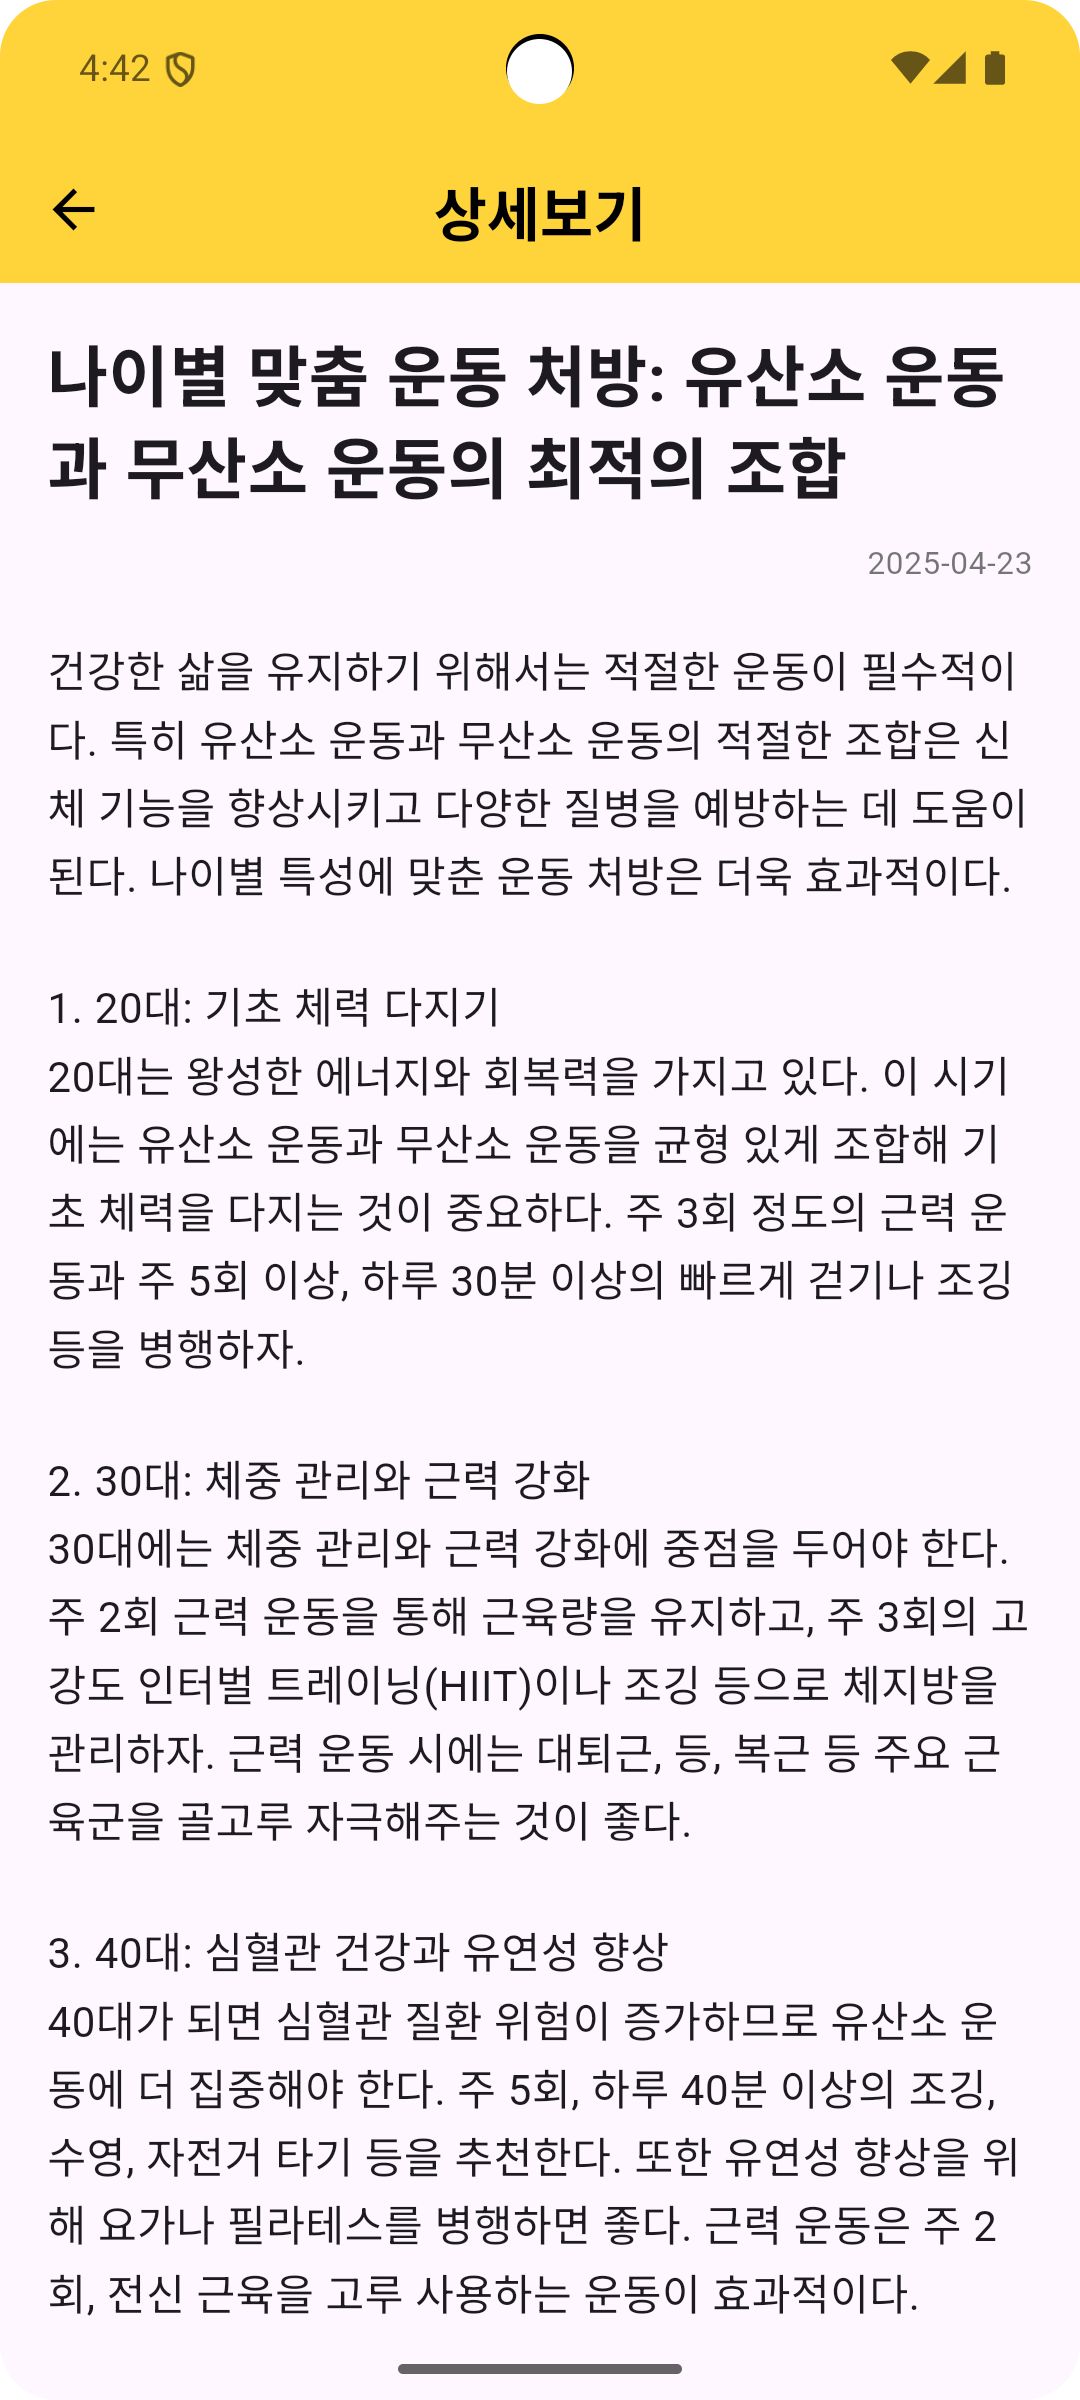 4:42
상세보기
나이별 맞춤 운동 처방: 유산소 운동
과 무산소 운동의 최적의 조합
2025-04-23
건강한 삶을 유지하기 위해서는 적절한 운동이 필수적이
다. 특히 유산소 운동과 무산소 운동의 적절한 조합은 신
체 기능을 향상시키고 다양한 질병을 예방하는 데 도움이
된다. 나이별 특성에 맞춘 운동 처방은 더욱 효과적이다.
1. 20대: 기초 체력 다지기
20대는 왕성한 에너지와 회복력을 가지고 있다. 이 시기
에는 유산소 운동과 무산소 운동을 균형 있게 조합해 기
초 체력을 다지는 것이 중요하다. 주 3회 정도의 근력 운
동과 주 5회 이상, 하루 30분 이상의 빠르게 걷기나 조깅
등을 병행하자.
2. 30대: 체중 관리와 근력 강화
30대에는 체중 관리와 근력 강화에 중점을 두어야 한다.
주 2회 근력 운동을 통해 근육량을 유지하고, 주 3회의 고
강도 인터벌 트레이닝(HIIT)이나 조깅 등으로 체지방을
관리하자. 근력 운동 시에는 대퇴근, 등, 복근 등 주요 근
육군을 골고루 자극해주는 것이 좋다.
3. 40대: 심혈관 건강과 유연성 향상
40대가 되면 심혈관 질환 위험이 증가하므로 유산소 운
동에 더 집중해야 한다. 주 5회, 하루 40분 이상의 조깅,
수영, 자전거 타기 등을 추천한다. 또한 유연성 향상을 위
해 요가나 필라테스를 병행하면 좋다. 근력 운동은 주 2
회, 전신 근육을 고루 사용하는 운동이 효과적이다.